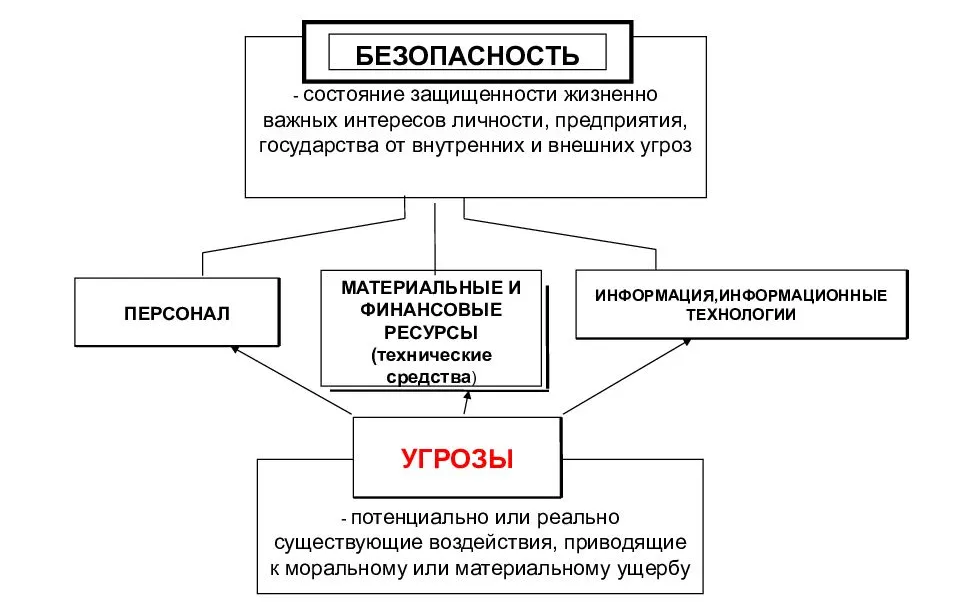 БЕЗОПАСНОСТЬ
- состояние защищенности жизненно
важных интересов личности, предприятия,
государства от внутренних и внешних угроз
ПЕРСОНАЛ
МАТЕРИАЛЬНЫЕ И
ФИНАНСОВЫЕ
РЕСУРСЫ
(технические
средства)
ИНФОРМАЦИЯ,ИНФОРМАЦИОННЫЕ
ТЕХНОЛОГИИ
УГРОЗЫ
- потенциально или реально
существующие воздействия, приводящие
к моральному или материальному ущербу